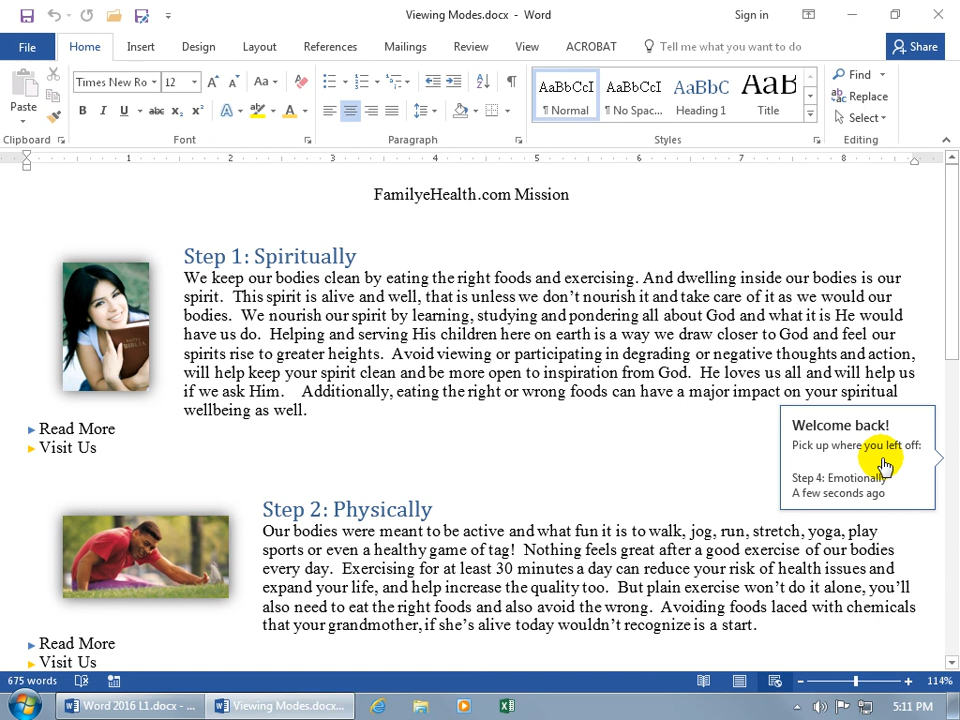 Viewing Modes.docx - Word
Sign in
File Home Insert Design Layout References Mailings Review View ACROBAT Tell me what you want to do Share
Paste
Times New Ro 12 Aa
B I U abc x₂ x² A A
AaBbCcI AaBbCcI AaBbC AaB
¶ Normal ¶ No Spac... Heading 1 Title
Find
Replace
Select
Clipboard Font Paragraph Styles Editing
1 2 3 4 5 6 7 8
FamilyeHealth.com Mission
Step 1: Spiritually
We keep our bodies clean by eating the right foods and exercising. And dwelling inside our bodies is our
spirit. This spirit is alive and well, that is unless we don't nourish it and take care of it as we would our
bodies. We nourish our spirit by learning, studying and pondering all about God and what it is He would
have us do. Helping and serving His children here on earth is a way we draw closer to God and feel our
spirits rise to greater heights. Avoid viewing or participating in degrading or negative thoughts and action,
will help keep your spirit clean and be more open to inspiration from God. He loves us all and will help us
if we ask Him. Additionally, eating the right or wrong foods can have a major impact on your spiritual
wellbeing as well.
Read More
Visit Us
Welcome back!
Pick up where you left off:
Step 4: Emotionally
A few seconds ago
Step 2: Physically
Our bodies were meant to be active and what fun it is to walk, jog, run, stretch, yoga, play
sports or even a healthy game of tag! Nothing feels great after a good exercise of our bodies
every day. Exercising for at least 30 minutes a day can reduce your risk of health issues and
expand your life, and help increase the quality too. But plain exercise won't do it alone, you'll
also need to eat the right foods and also avoid the wrong. Avoiding foods laced with chemicals
that your grandmother, if she's alive today wouldn't recognize is a start.
Read More
Visit Us
675 words
114%
Word 2016 L1.docx - ...
Viewing Modes.docx...
5:11 PM